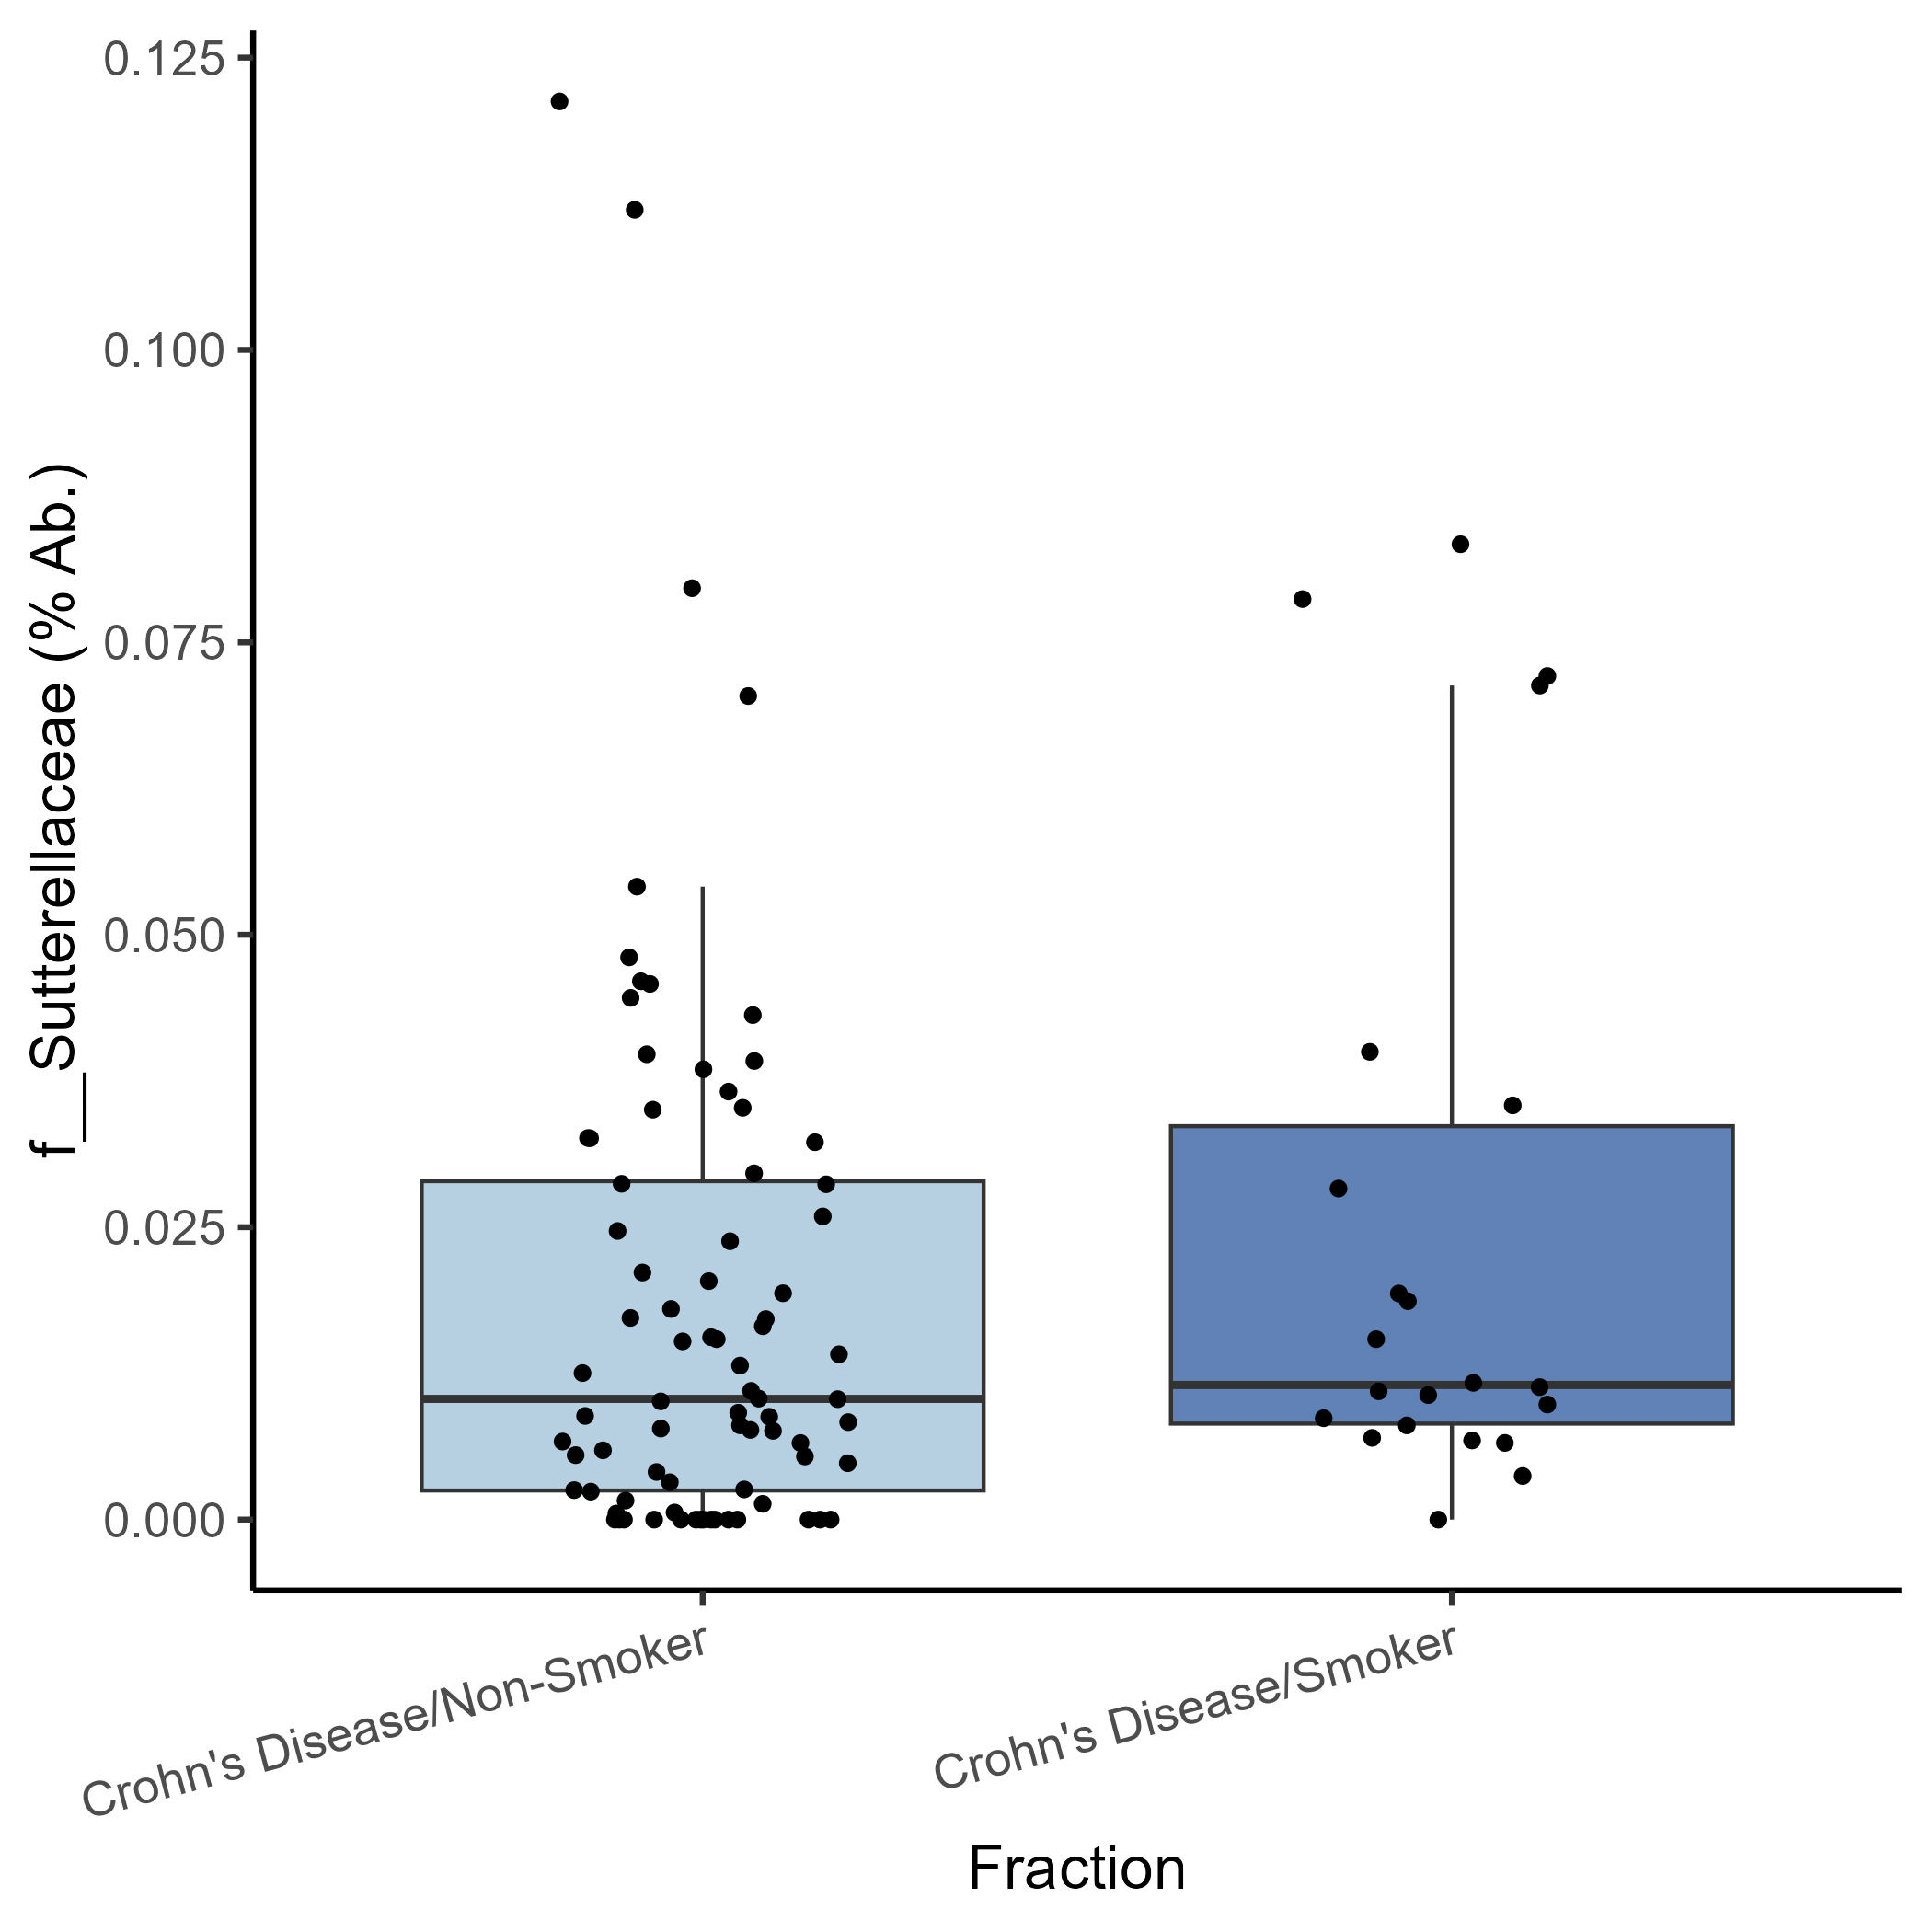 f__Sutterellaceae (% Ab.)
0.125
0.100
0.075
0.050
0.025
0.000
Crohn's Disease/Non-Smoker
Crohn's Disease/Smoker
Fraction